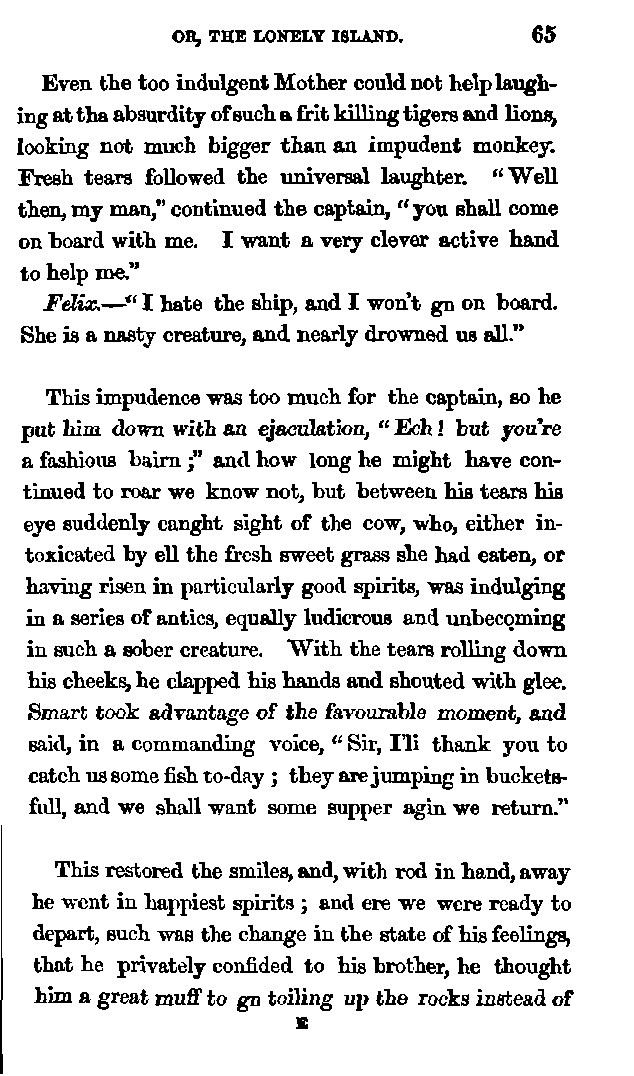 OR, THE LONELY ISLAND. 65
Even the too indulgent Mother could not help laugh-
ing at tha absurdity of such a frit killing tigers and lions,
looking not much bigger than an impudent monkey.
Fresh tears followed the universal laughter. “Well
then, my man,” continued the captain, “you shall come
on board with me. I want a very clever active hand
to help me.”
Felix.—“I hate the ship, and I won’t gn on board.
She is a nasty creature, and nearly drowned us all.”
This impudence was too much for the captain, so he
put him down with an ejaculation, “Ech! but you’re
a fashious bairn;” and how long he might have con-
tinued to roar we know not, but between his tears his
eye suddenly canght sight of the cow, who, either in-
toxicated by ell the frcsh sweet grass she had eaten, or
having risen in particularly good spirits, was indulging
in a series of antics, equally ludicrous and unbecoming
in such a sober creature. With the tears rolling down
his cheeks, he clapped his hands and shouted with glee.
Smart took advantage of the favourable moment, and
said, in a commanding voice, “Sir, I’li thank you to
catch us some fish to-day; they are jumping in buckets-
full, and we shall want some supper agin we return.”
This restored the smiles, and, with rod in hand, away
he wcnt in happiest spirits; and ere we were ready to
depart, such was the change in the state of his feelings,
that he privately confided to his brother, he thought
him a great muff to gn toiling up the rocks instead of
E